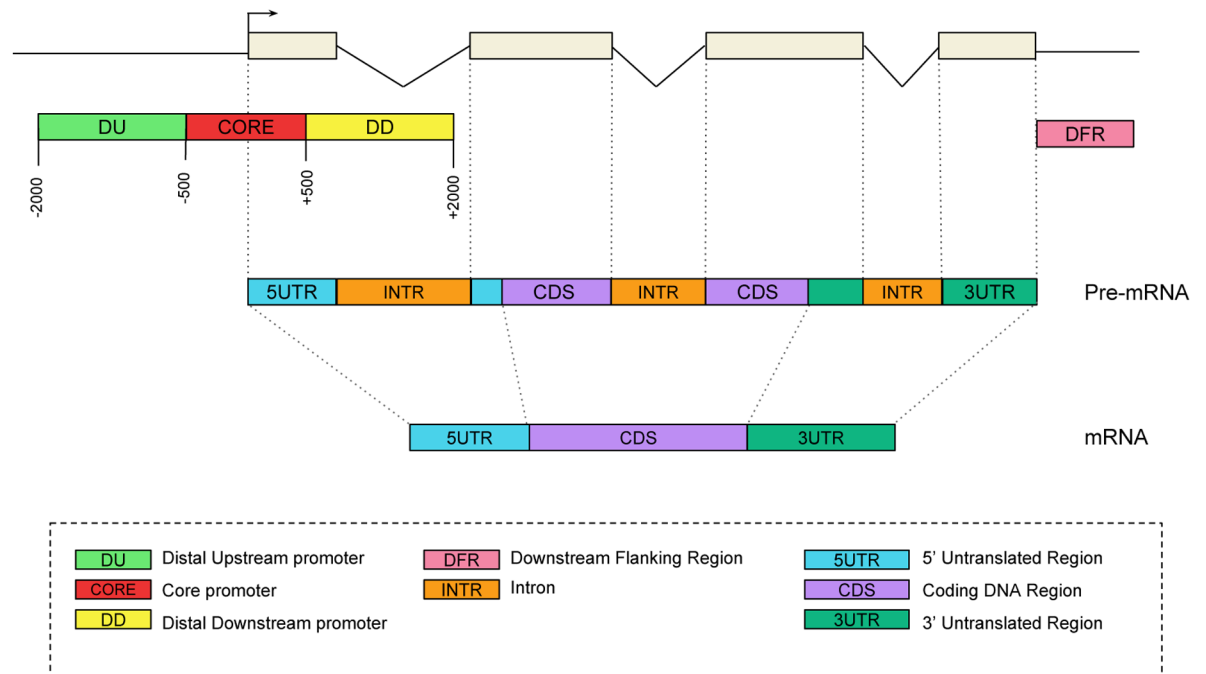 DU CORE DD DFR
-2000 -500 +500 +2000
5UTR INTR CDS INTR CDS INTR 3UTR Pre-mRNA
5UTR CDS 3UTR mRNA
DU Distal Upstream promoter
CORE Core promoter
DD Distal Downstream promoter
DFR Downstream Flanking Region
INTR Intron
5UTR 5' Untranslated Region
CDS Coding DNA Region
3UTR 3' Untranslated Region